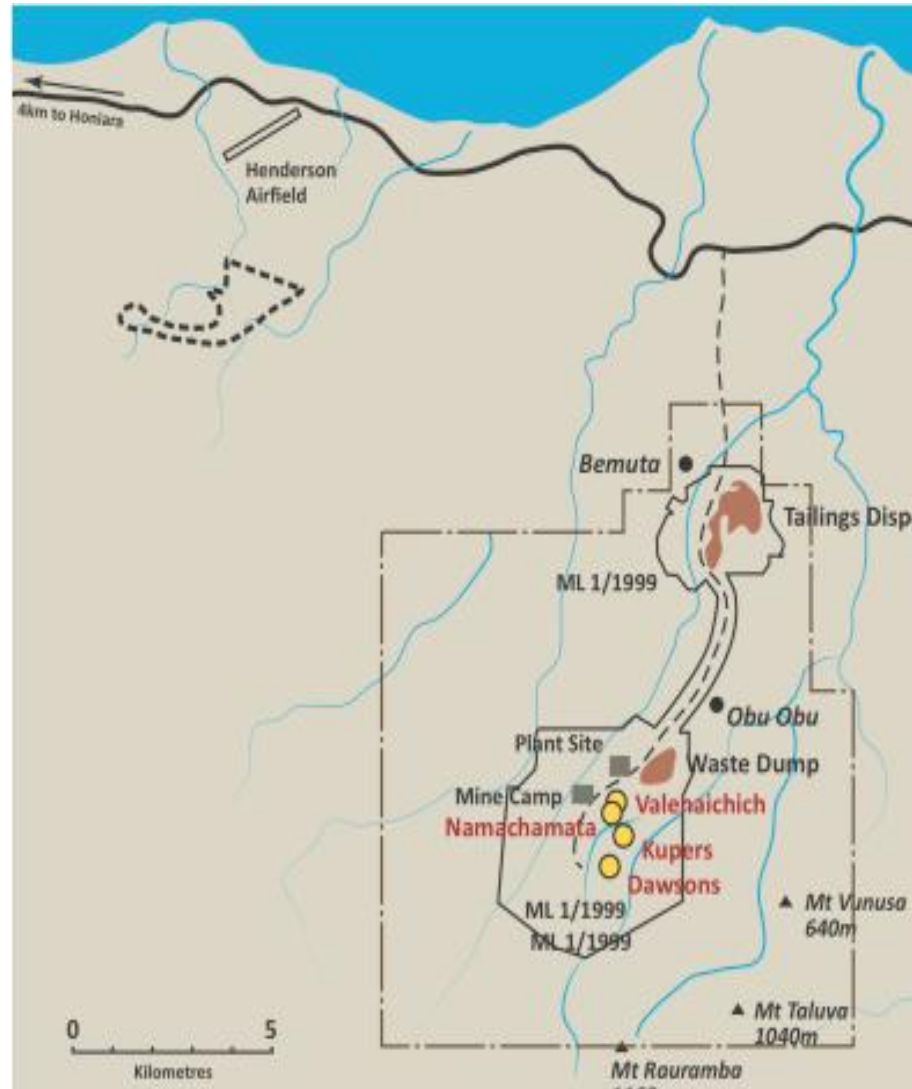 4km to Honiara
Henderson
Airfield
Bemuta
Tailings Disp
ML 1/1999
Obu Obu
Plant Site
Waste Dump
Mine Camp
Valehaichich
Namachamata
Kupers
Dawsons
ML 1/1999
ML 1/1999
Mt Vunusa
640m
Mt Taluva
1040m
0 5
Kilometres
Mt Rauramba